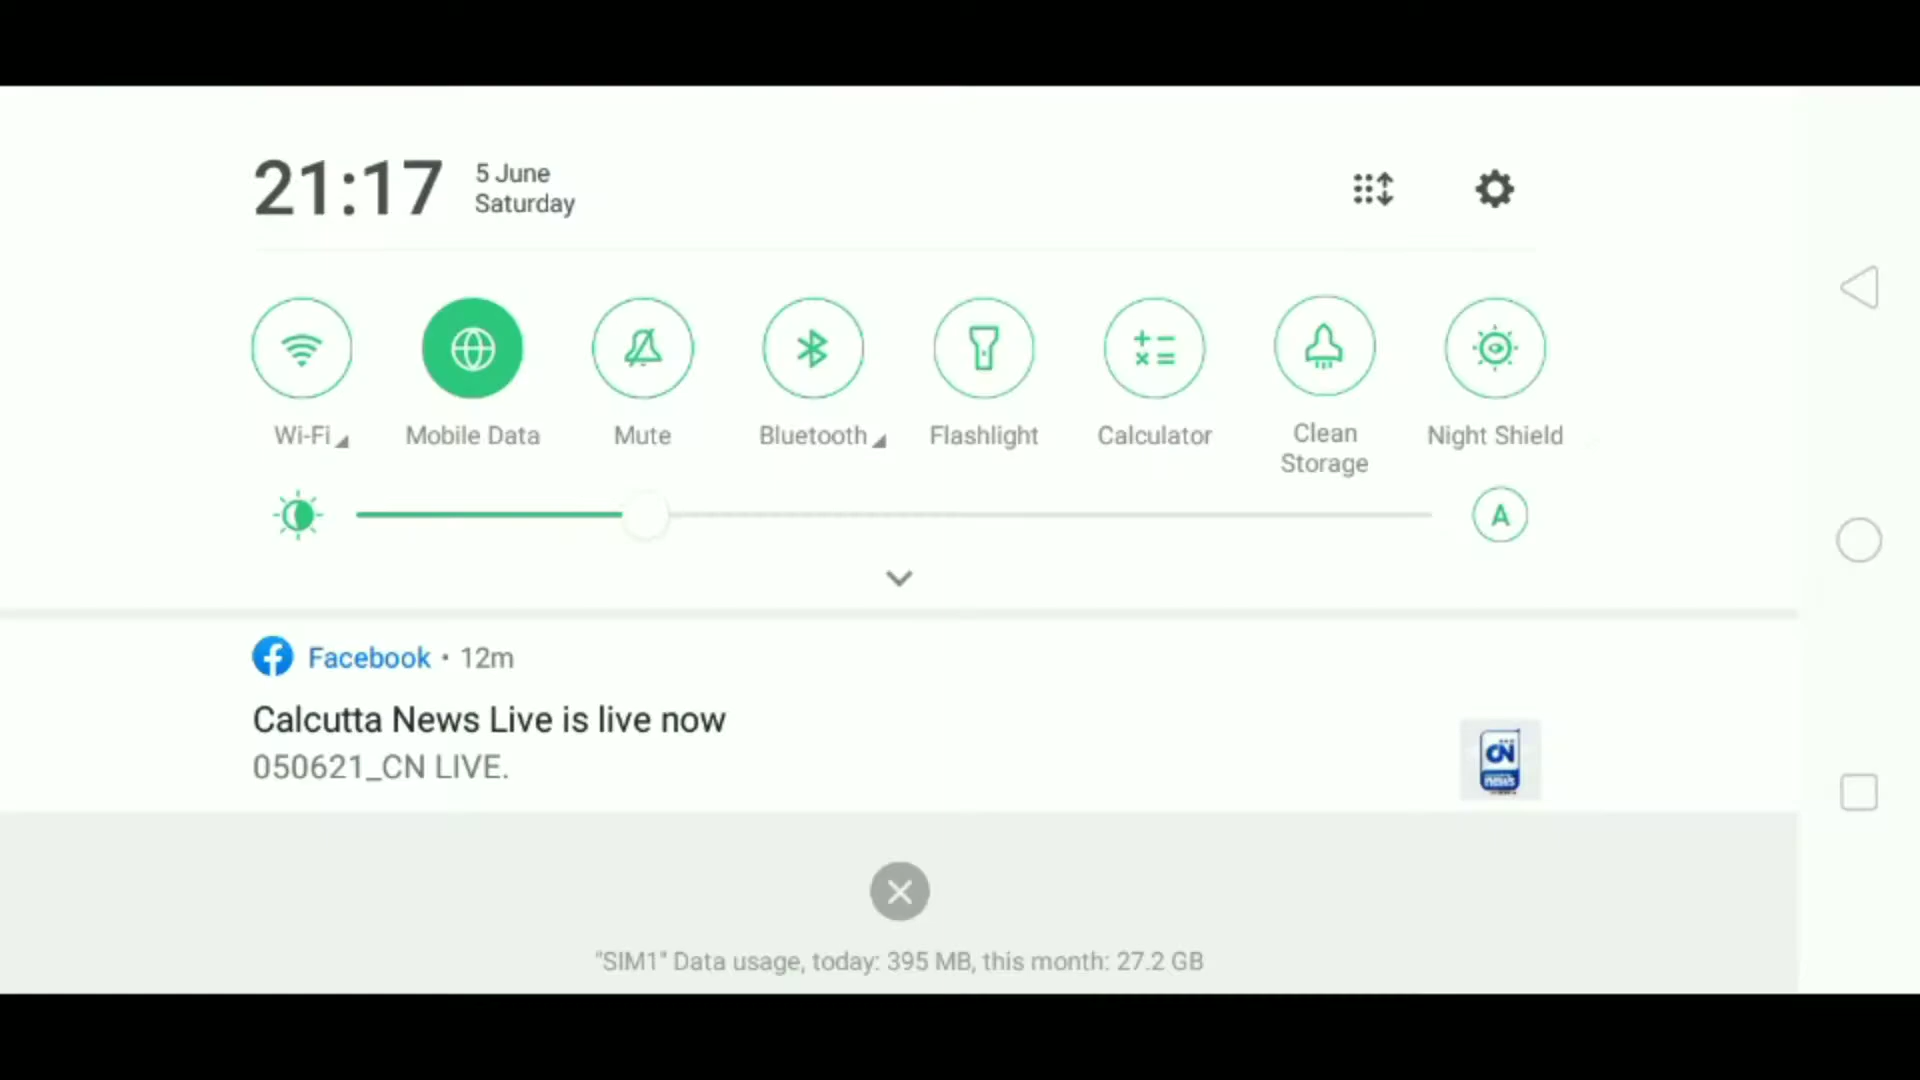 21:17
5 June
Saturday
Wi-Fi
Mobile Data
Mute
Bluetooth
Flashlight
Calculator
Clean
Storage
Night Shield
A
Facebook • 12m
Calcutta News Live is live now
050621_CN LIVE.
CN
news
"SIM1" Data usage, today: 395 MB, this month: 27.2 GB